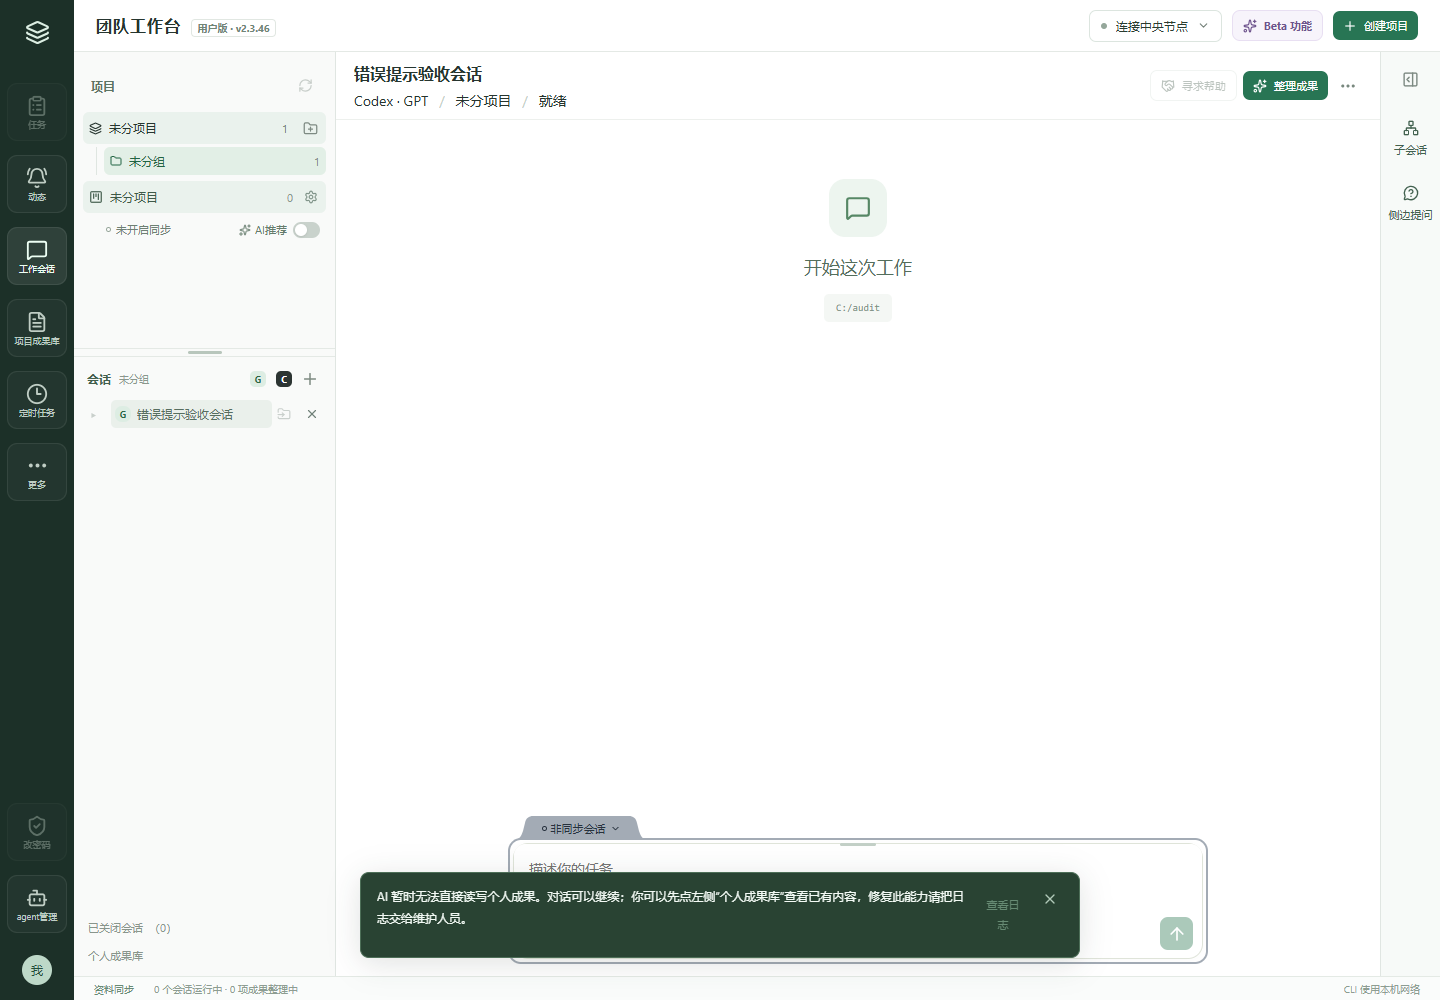 团队工作台 用户版 · v2.3.46
连接中央节点
Beta 功能
创建项目
任务
动态
工作会话
项目成果库
定时任务
更多
改密码
agent管理
我
项目
未分项目 1
未分组 1
未分项目 0
未开启同步 AI推荐
会话 未分组 G C
G 错误提示验收会话
已关闭会话 (0)
个人成果库
错误提示验收会话
Codex · GPT / 未分项目 / 就绪
寻求帮助
整理成果
开始这次工作
C:/audit
非同步会话
描述你的任务
AI 暂时无法直接读写个人成果。对话可以继续；你可以先点左侧“个人成果库”查看已有内容，修复此能力请把日
志交给维护人员。
查看日
志
子会话
侧边提问
资料同步 0 个会话运行中 · 0 项成果整理中
CLI 使用本机网络